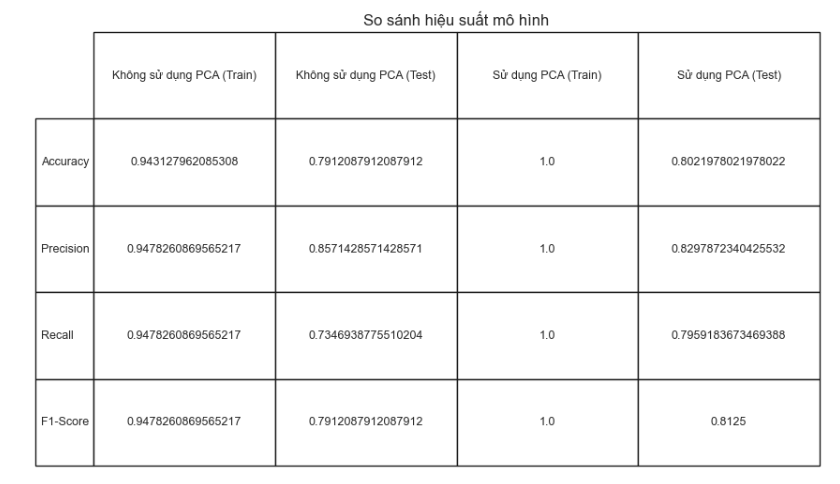 So sánh hiệu suất mô hình
Không sử dụng PCA (Train) Không sử dụng PCA (Test) Sử dụng PCA (Train) Sử dụng PCA (Test)
Accuracy 0.943127962085308 0.7912087912087912 1.0 0.8021978021978022
Precision 0.9478260869565217 0.8571428571428571 1.0 0.8297872340425532
Recall 0.9478260869565217 0.7346938775510204 1.0 0.7959183673469388
F1-Score 0.9478260869565217 0.7912087912087912 1.0 0.8125